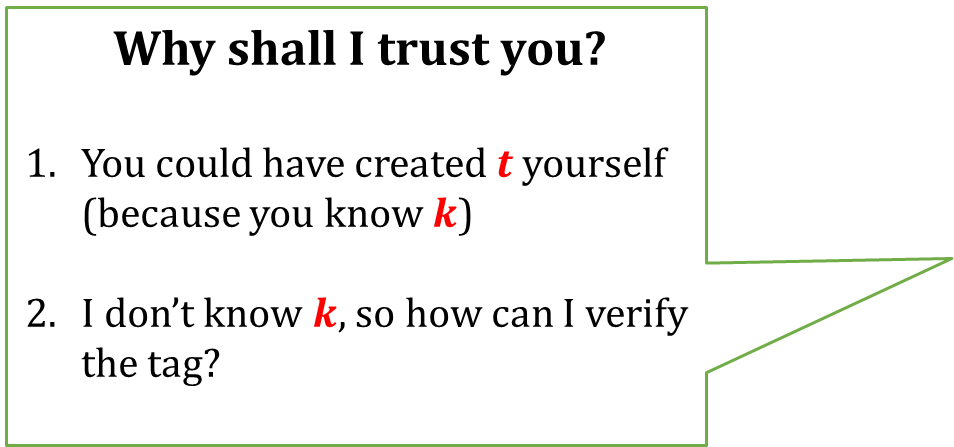 Why shall I trust you?
1. You could have created t yourself
(because you know k)
2. I don’t know k, so how can I verify
the tag?